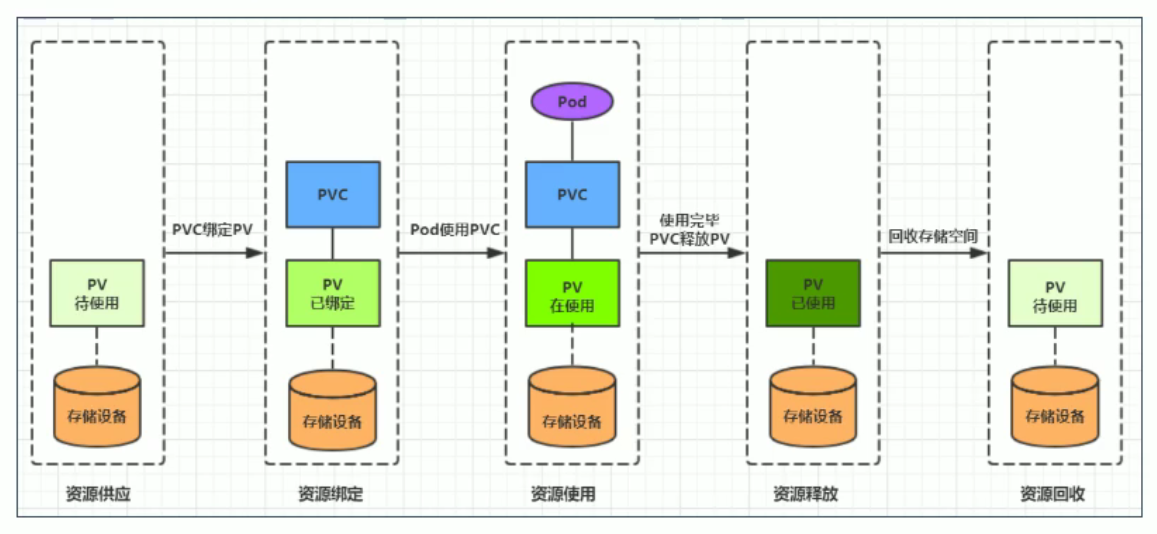 Pod
PVC
PVC
PVC绑定PV
Pod使用PVC
使用完毕
PVC释放PV
回收存储空间
PV
待使用
PV
已绑定
PV
在使用
PV
已使用
PV
待使用
存储设备
存储设备
存储设备
存储设备
存储设备
资源供应
资源绑定
资源使用
资源释放
资源回收